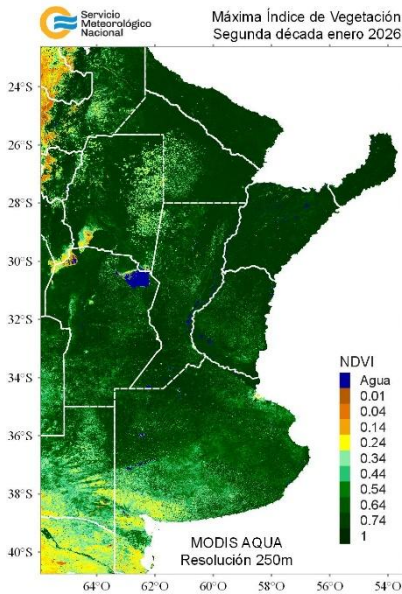 Servicio
Meteorológico
Nacional
Máxima Índice de Vegetación
Segunda década enero 2026
24°S
26°S
28°S
30°S
32°S
34°S
36°S
38°S
40°S
NDVI
Agua
0.01
0.04
0.14
0.24
0.34
0.44
0.54
0.64
0.74
1
MODIS AQUA
Resolución 250m
64°O 62°O 60°O 58°O 56°O 54°O